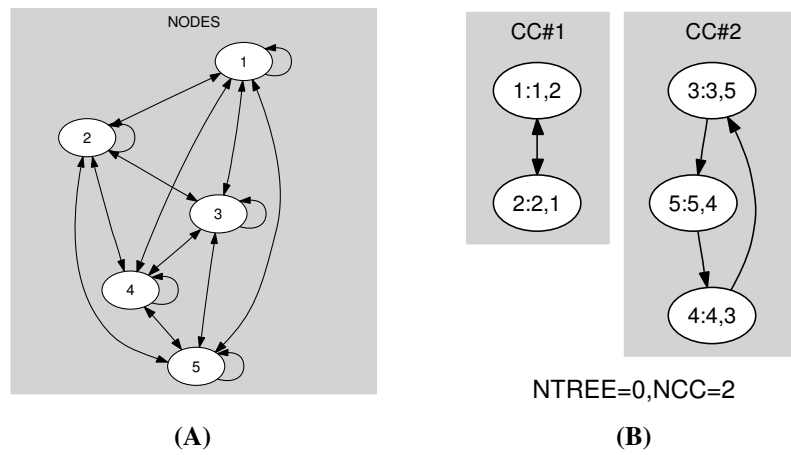 NODES
1
2
3
4
5
(A)
CC#1
1:1,2
2:2,1
CC#2
3:3,5
5:5,4
4:4,3
NTREE=0,NCC=2
(B)